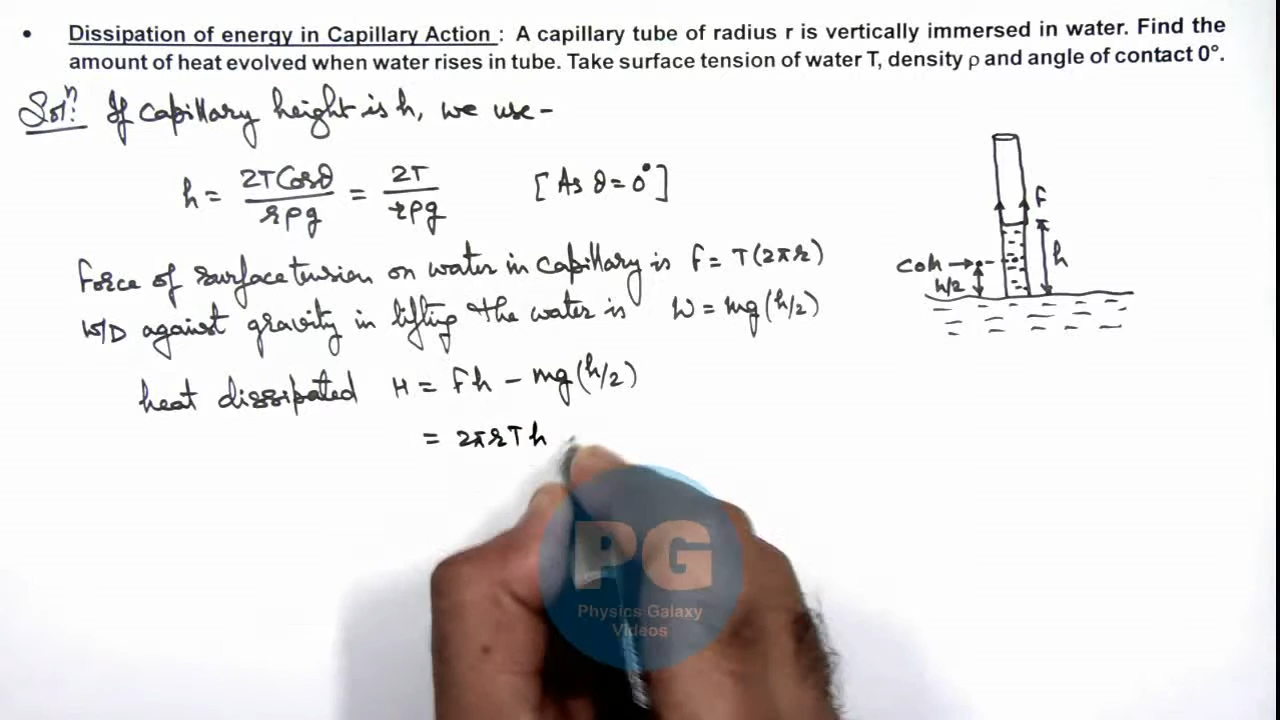 • Dissipation of energy in Capillary Action : A capillary tube of radius r is vertically immersed in water. Find the
amount of heat evolved when water rises in tube. Take surface tension of water T, density ρ and angle of contact 0°.
Solⁿ: If Capillary height is h, we use -
h = 2TCosθ/rρg = 2T/rρg [As θ = 0°]
Force of surface tension on water in capillary is F = T(2πr)
W/D against gravity in lifting the water is W = mg(h/2)
heat dissipated H = Fh - mg(h/2)
= 2πrTh
F
h
COM
h/2
PG
Physics Galaxy
Videos